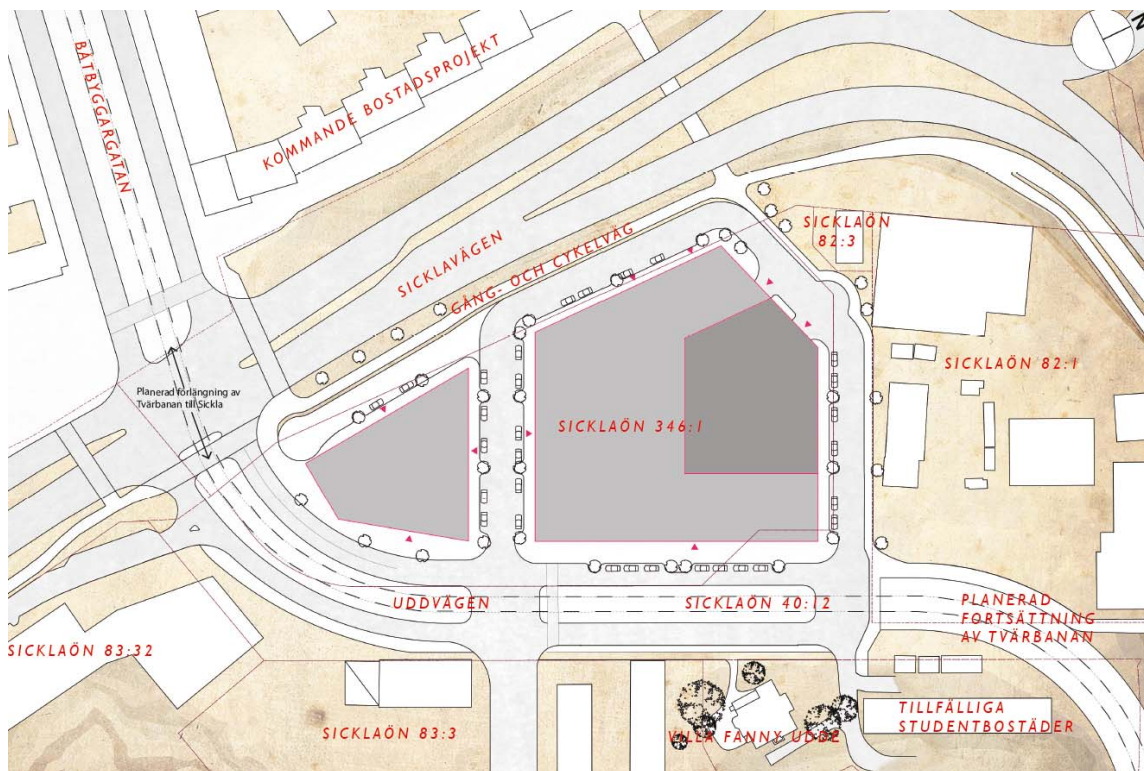 N
BÅTBYGGARGATAN
KOMMANDE BOSTADSPROJEKT
SICKLAVÄGEN
GÅNG- OCH CYKELVÄG
SICKLAÖN
82:3
SICKLAÖN 82:1
Planerad förlängning av
Tvärbanan till Sickla
SICKLAÖN 346:1
UDDVÄGEN
SICKLAÖN 40:12
PLANERAD
FORTSÄTTNING
AV TVÄRBANAN
SICKLAÖN 83:32
SICKLAÖN 83:3
VILLA FANNY UDDE
TILLFÄLLIGA
STUDENTBOSTÄDER